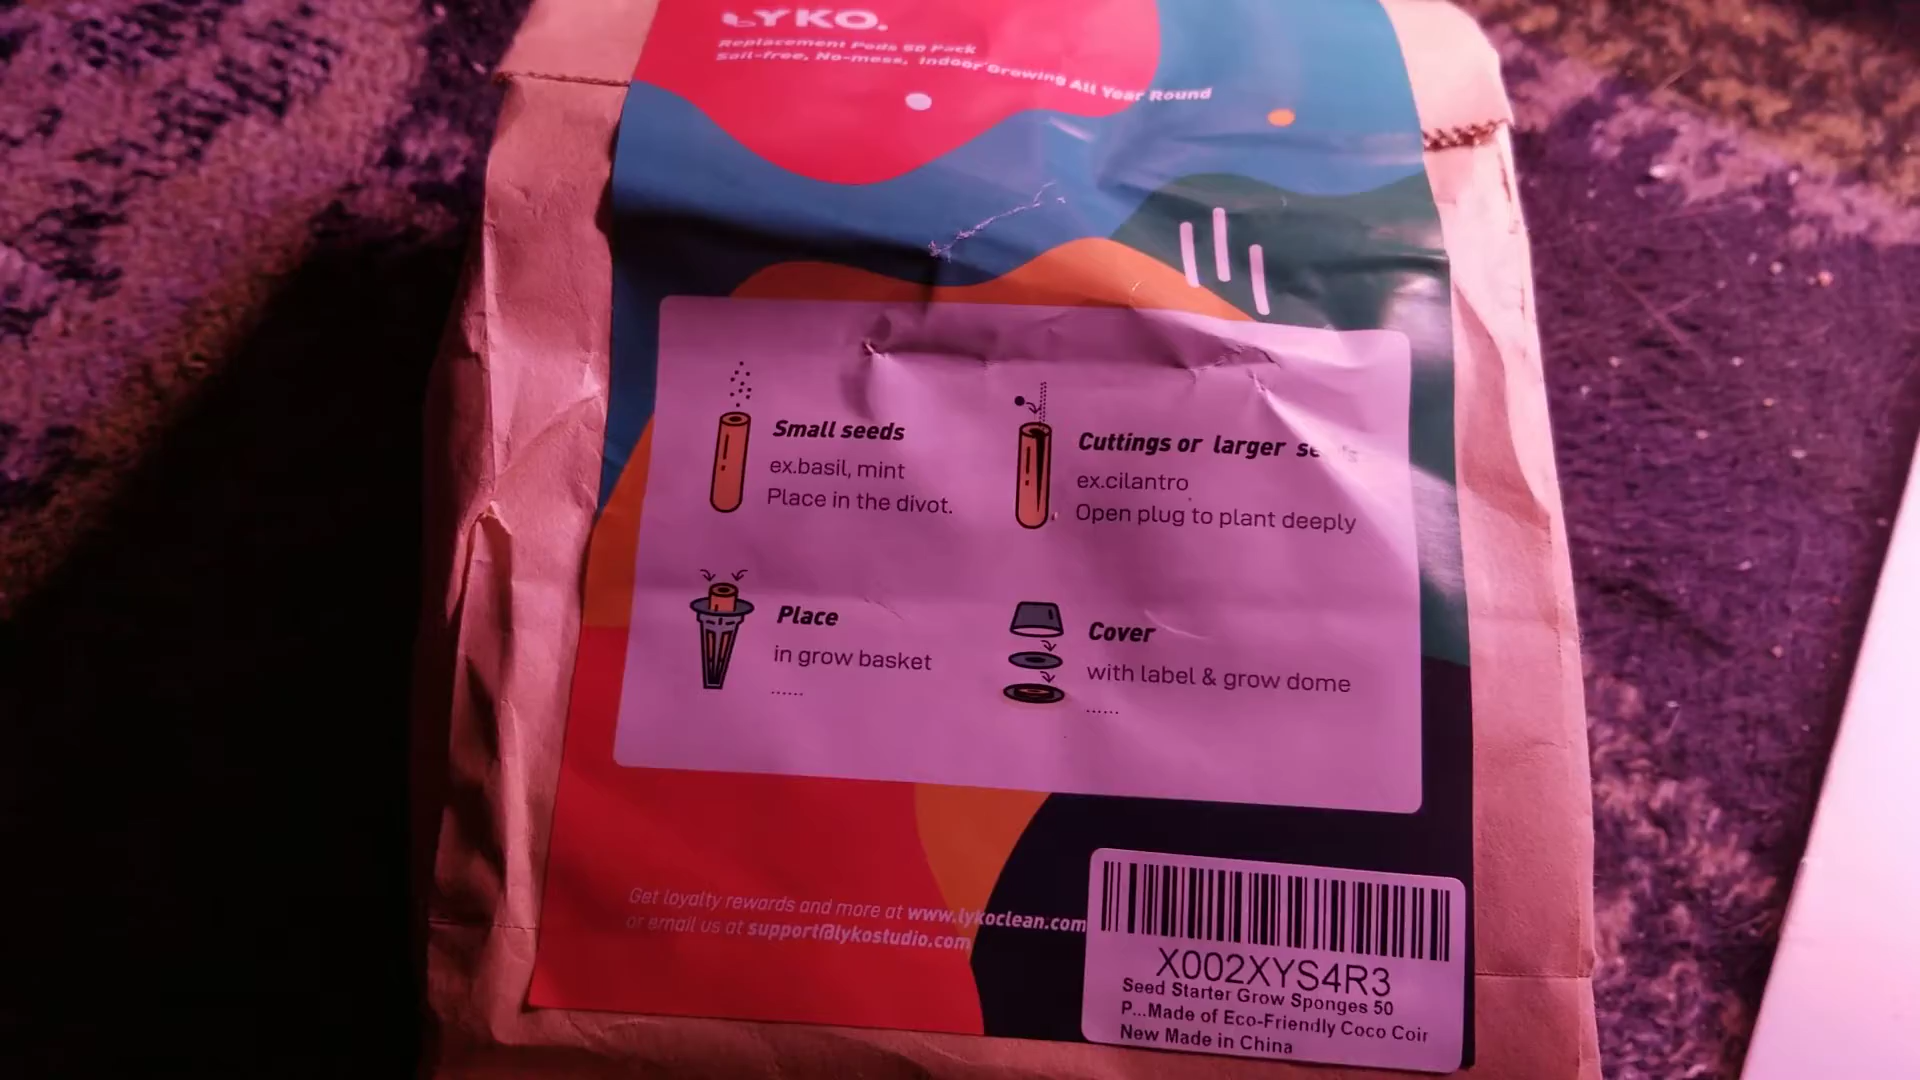 LYKO.
Replacement Pods 50 Pack
Soil-free, No-mess, Indoor Growing All Year Round
Small seeds
ex.basil, mint
Place in the divot.
Cuttings or larger
ex.cilantro
Open plug to plant deeply
Place
in grow basket
......
Cover
with label & grow dome
......
Get loyalty rewards and more at www.lykoclean.com
or email us at support@lykostudio.com
X002XYS4R3
Seed Starter Grow Sponges 50
P...Made of Eco-Friendly Coco Coir
New Made in China